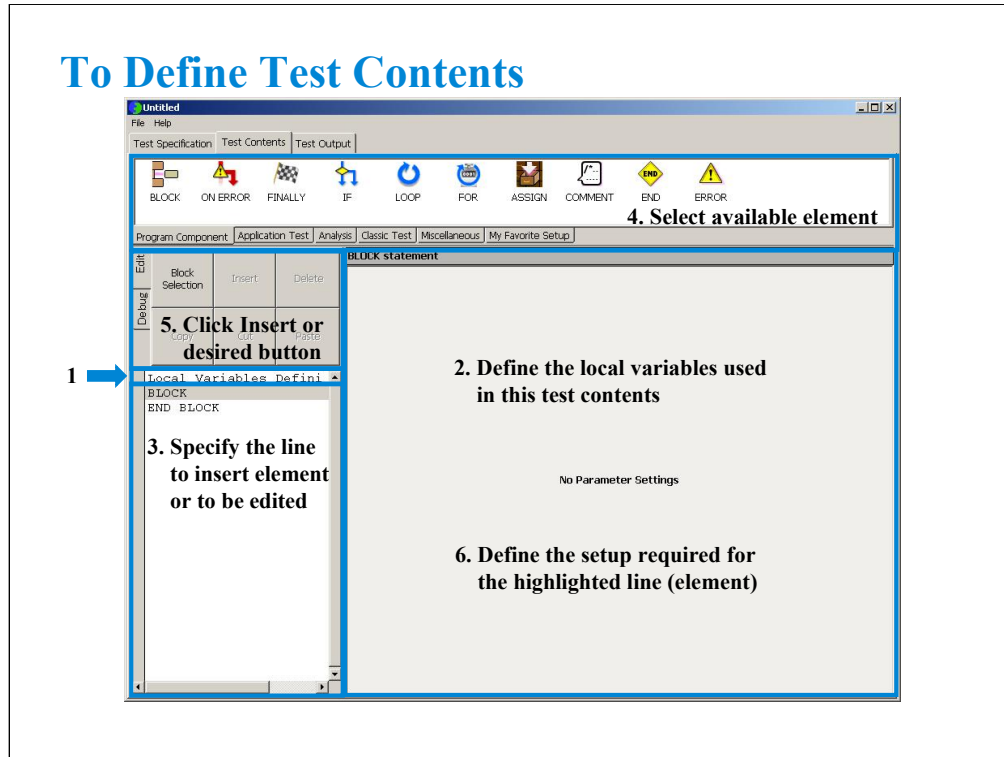 To Define Test Contents
Untitled
File Help
Test Specification Test Contents Test Output
BLOCK ON ERROR FINALLY IF LOOP FOR ASSIGN COMMENT END ERROR
END
4. Select available element
Program Component Application Test Analysis Classic Test Miscellaneous My Favorite Setup
Edit
Debug
Block
Selection
Insert
Delete
Copy
Cut
Paste
5. Click Insert or
desired button
BLOCK statement
1
Local Variables Defini
BLOCK
END BLOCK
3. Specify the line
to insert element
or to be edited
2. Define the local variables used
in this test contents
No Parameter Settings
6. Define the setup required for
the highlighted line (element)